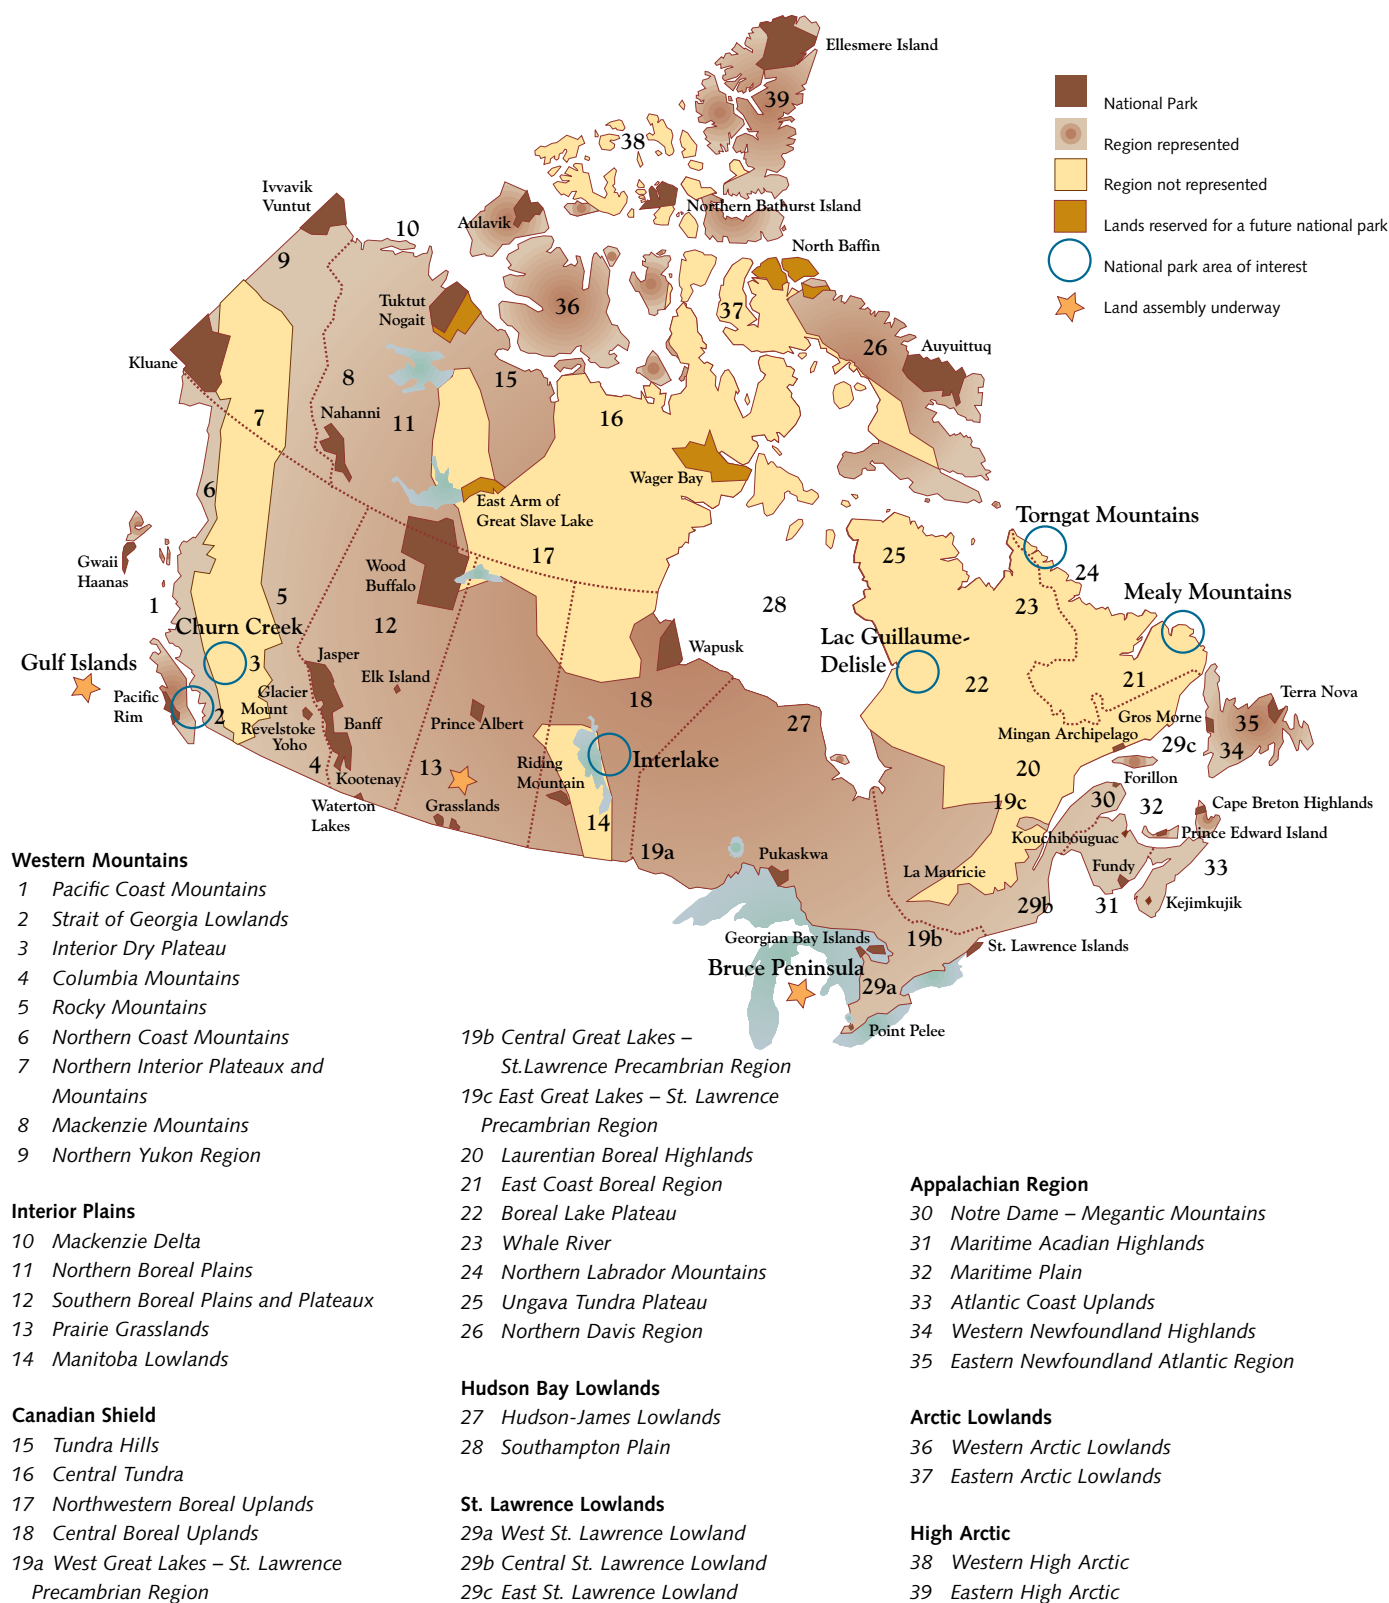 Ellesmere Island
39
38
National Park
Region represented
Region not represented
Lands reserved for a future national park
National park area of interest
Land assembly underway
Ivvavik
Vuntut
10
Aulavik
Northern Bathurst Island
North Baffin
9
Tuktut
Nogait
36
37
26
Auyuittuq
Kluane
8
15
7
Nahanni
11
16
6
Wager Bay
East Arm of
Great Slave Lake
17
Torngat Mountains
25
24
Gwaii
Haanas
Wood
Buffalo
1
5
12
28
23
Mealy Mountains
Churn Creek
Gulf Islands
3
Jasper
Elk Island
Wapusk
Lac Guillaume-
Delisle
22
21
Pacific
Rim
2
Glacier
Mount
Revelstoke
Yoho
Banff
Prince Albert
18
27
Terra Nova
Gros Morne
35
Mingan Archipelago
29c
34
4
Kootenay
13
Riding
Mountain
Interlake
20
Forillon
Waterton
Lakes
Grasslands
14
19c
30
32
Cape Breton Highlands
Kouchibouguac
Prince Edward Island
19a
Pukaskwa
La Mauricie
Fundy
33
29b
31
Kejimkujik
Georgian Bay Islands
19b
St. Lawrence Islands
Bruce Peninsula
29a
Point Pelee
Western Mountains
1 Pacific Coast Mountains
2 Strait of Georgia Lowlands
3 Interior Dry Plateau
4 Columbia Mountains
5 Rocky Mountains
6 Northern Coast Mountains
7 Northern Interior Plateaux and
Mountains
8 Mackenzie Mountains
9 Northern Yukon Region
Interior Plains
10 Mackenzie Delta
11 Northern Boreal Plains
12 Southern Boreal Plains and Plateaux
13 Prairie Grasslands
14 Manitoba Lowlands
Canadian Shield
15 Tundra Hills
16 Central Tundra
17 Northwestern Boreal Uplands
18 Central Boreal Uplands
19a West Great Lakes – St. Lawrence
Precambrian Region
19b Central Great Lakes –
St.Lawrence Precambrian Region
19c East Great Lakes – St. Lawrence
Precambrian Region
20 Laurentian Boreal Highlands
21 East Coast Boreal Region
22 Boreal Lake Plateau
23 Whale River
24 Northern Labrador Mountains
25 Ungava Tundra Plateau
26 Northern Davis Region
Hudson Bay Lowlands
27 Hudson-James Lowlands
28 Southampton Plain
St. Lawrence Lowlands
29a West St. Lawrence Lowland
29b Central St. Lawrence Lowland
29c East St. Lawrence Lowland
Appalachian Region
30 Notre Dame – Megantic Mountains
31 Maritime Acadian Highlands
32 Maritime Plain
33 Atlantic Coast Uplands
34 Western Newfoundland Highlands
35 Eastern Newfoundland Atlantic Region
Arctic Lowlands
36 Western Arctic Lowlands
37 Eastern Arctic Lowlands
High Arctic
38 Western High Arctic
39 Eastern High Arctic